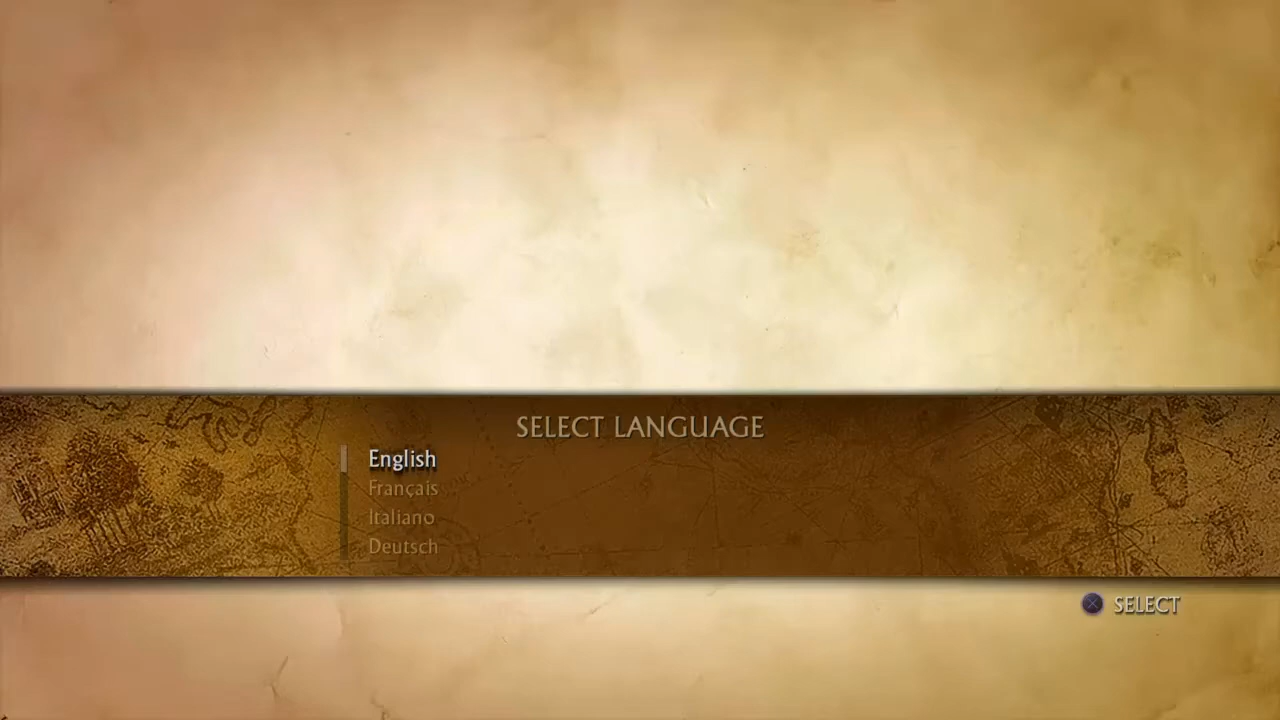 SELECT LANGUAGE
English
Français
Italiano
Deutsch
SELECT